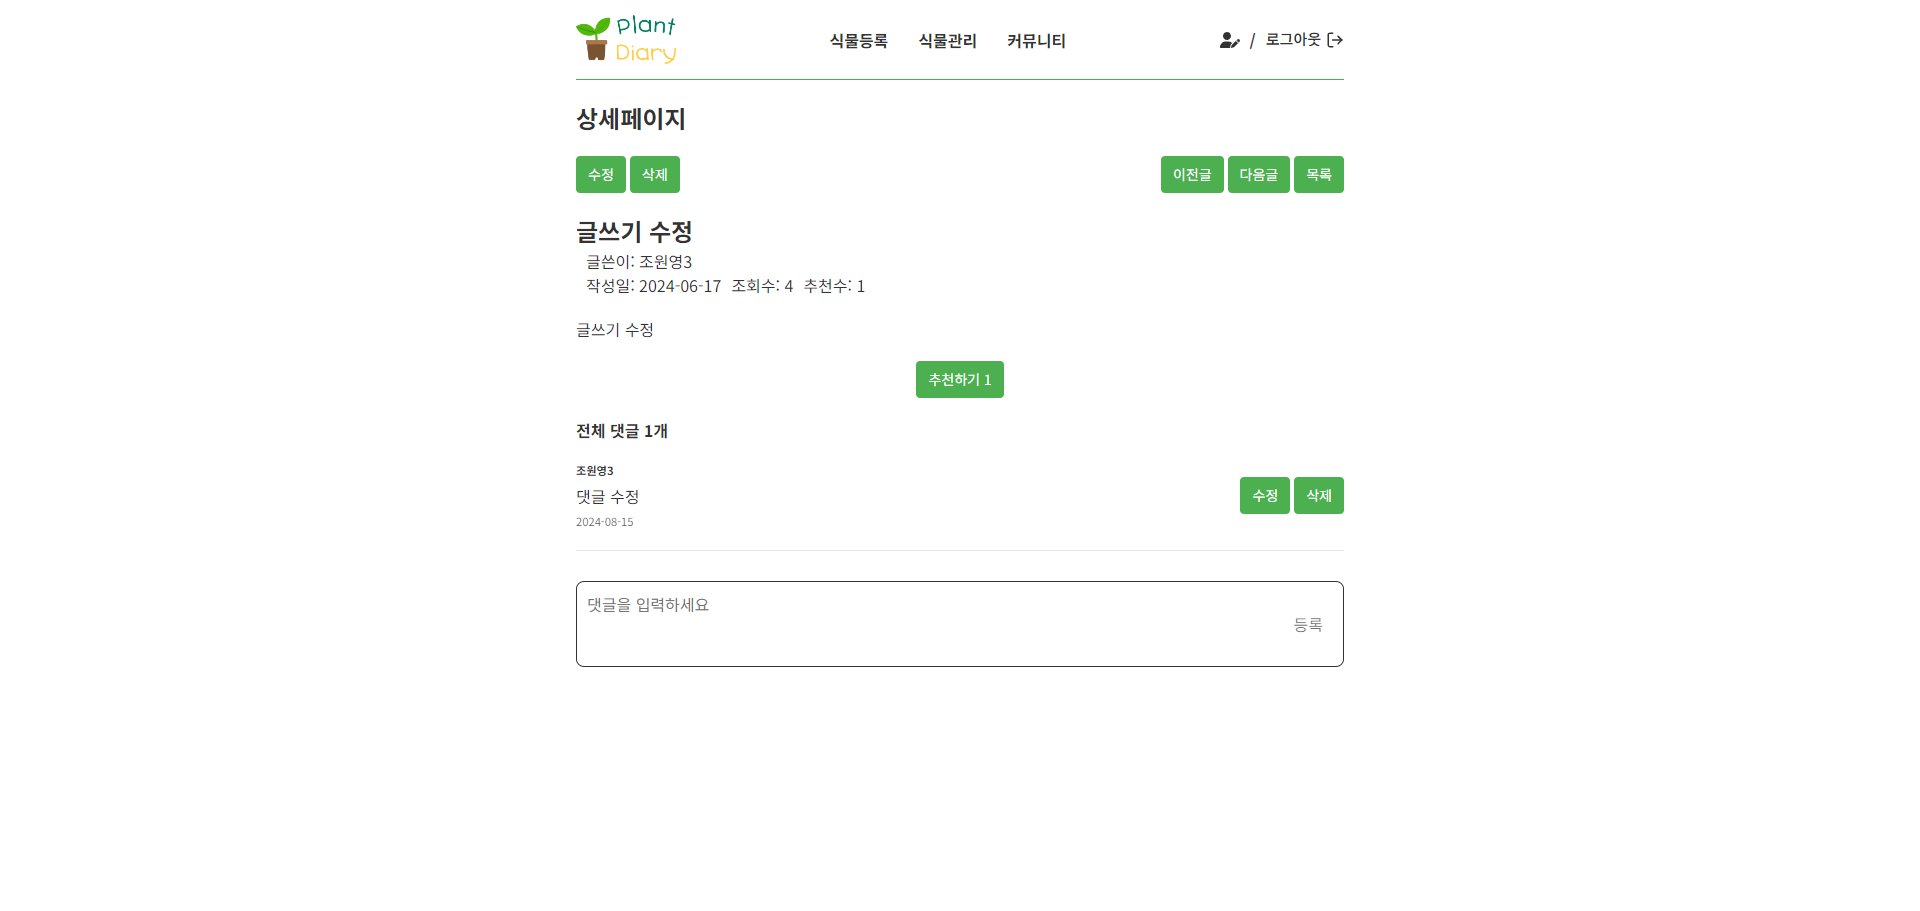 Plant
Diary
식물등록 식물관리 커뮤니티
/ 로그아웃
상세페이지
수정 삭제 이전글 다음글 목록
글쓰기 수정
글쓴이: 조원영3
작성일: 2024-06-17 조회수: 4 추천수: 1
글쓰기 수정
추천하기 1
전체 댓글 1개
조원영3
댓글 수정
수정 삭제
2024-08-15
댓글을 입력하세요
등록